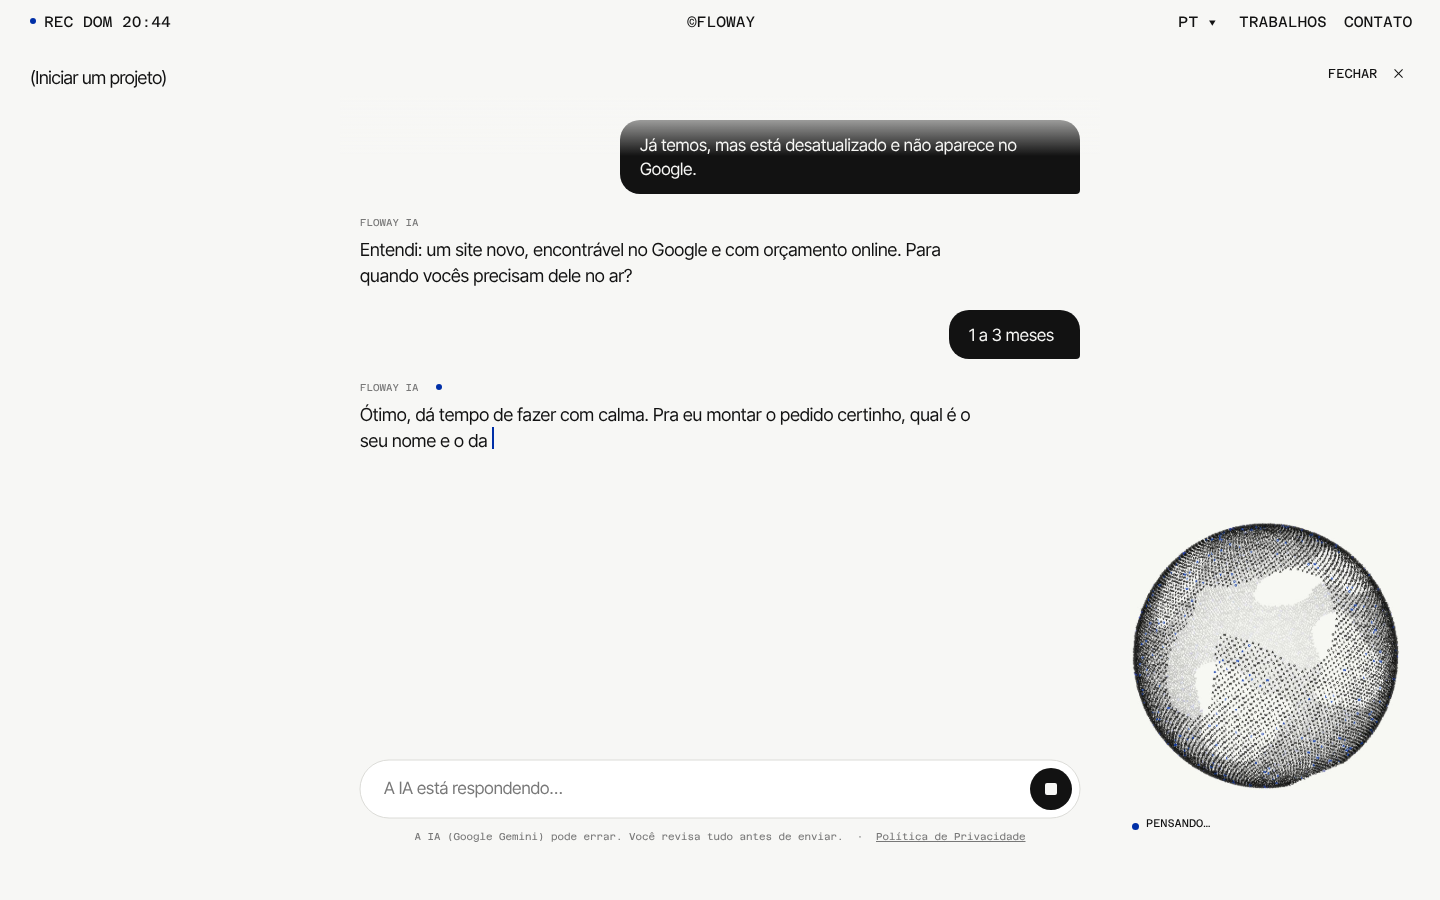 REC DOM 20:44
©FLOWAY
PT ▾ TRABALHOS CONTATO
(Iniciar um projeto)
FECHAR ×
Já temos, mas está desatualizado e não aparece no
Google.
FLOWAY IA
Entendi: um site novo, encontrável no Google e com orçamento online. Para
quando vocês precisam dele no ar?
1 a 3 meses
FLOWAY IA
Ótimo, dá tempo de fazer com calma. Pra eu montar o pedido certinho, qual é o
seu nome e o da
A IA está respondendo...
A IA (Google Gemini) pode errar. Você revisa tudo antes de enviar. · Política de Privacidade
PENSANDO…